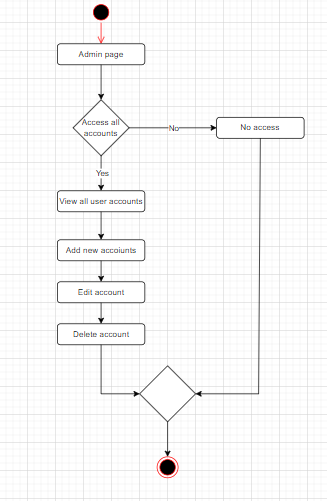 Admin page
Access all
accounts
No
No access
Yes
View all user accounts
Add new accoiunts
Edit account
Delete account